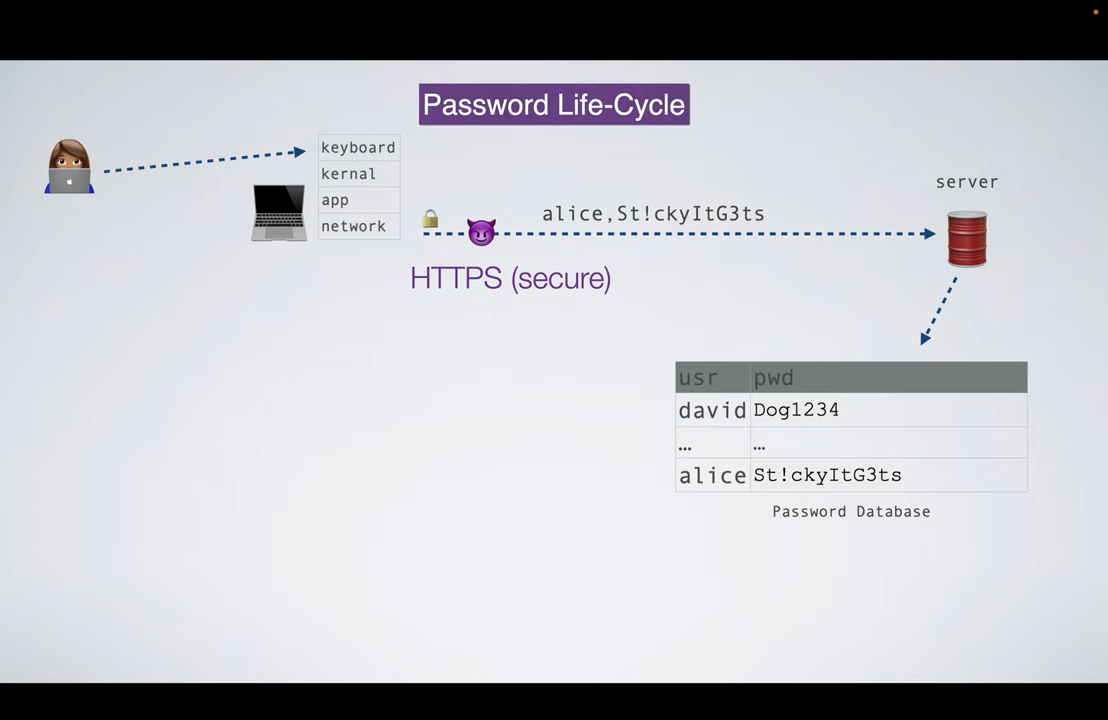 Password Life-Cycle
keyboard
kernal
app
network
alice,St!ckyItG3ts
server
HTTPS (secure)
usr pwd
david Dog1234
… …
alice St!ckyItG3ts
Password Database